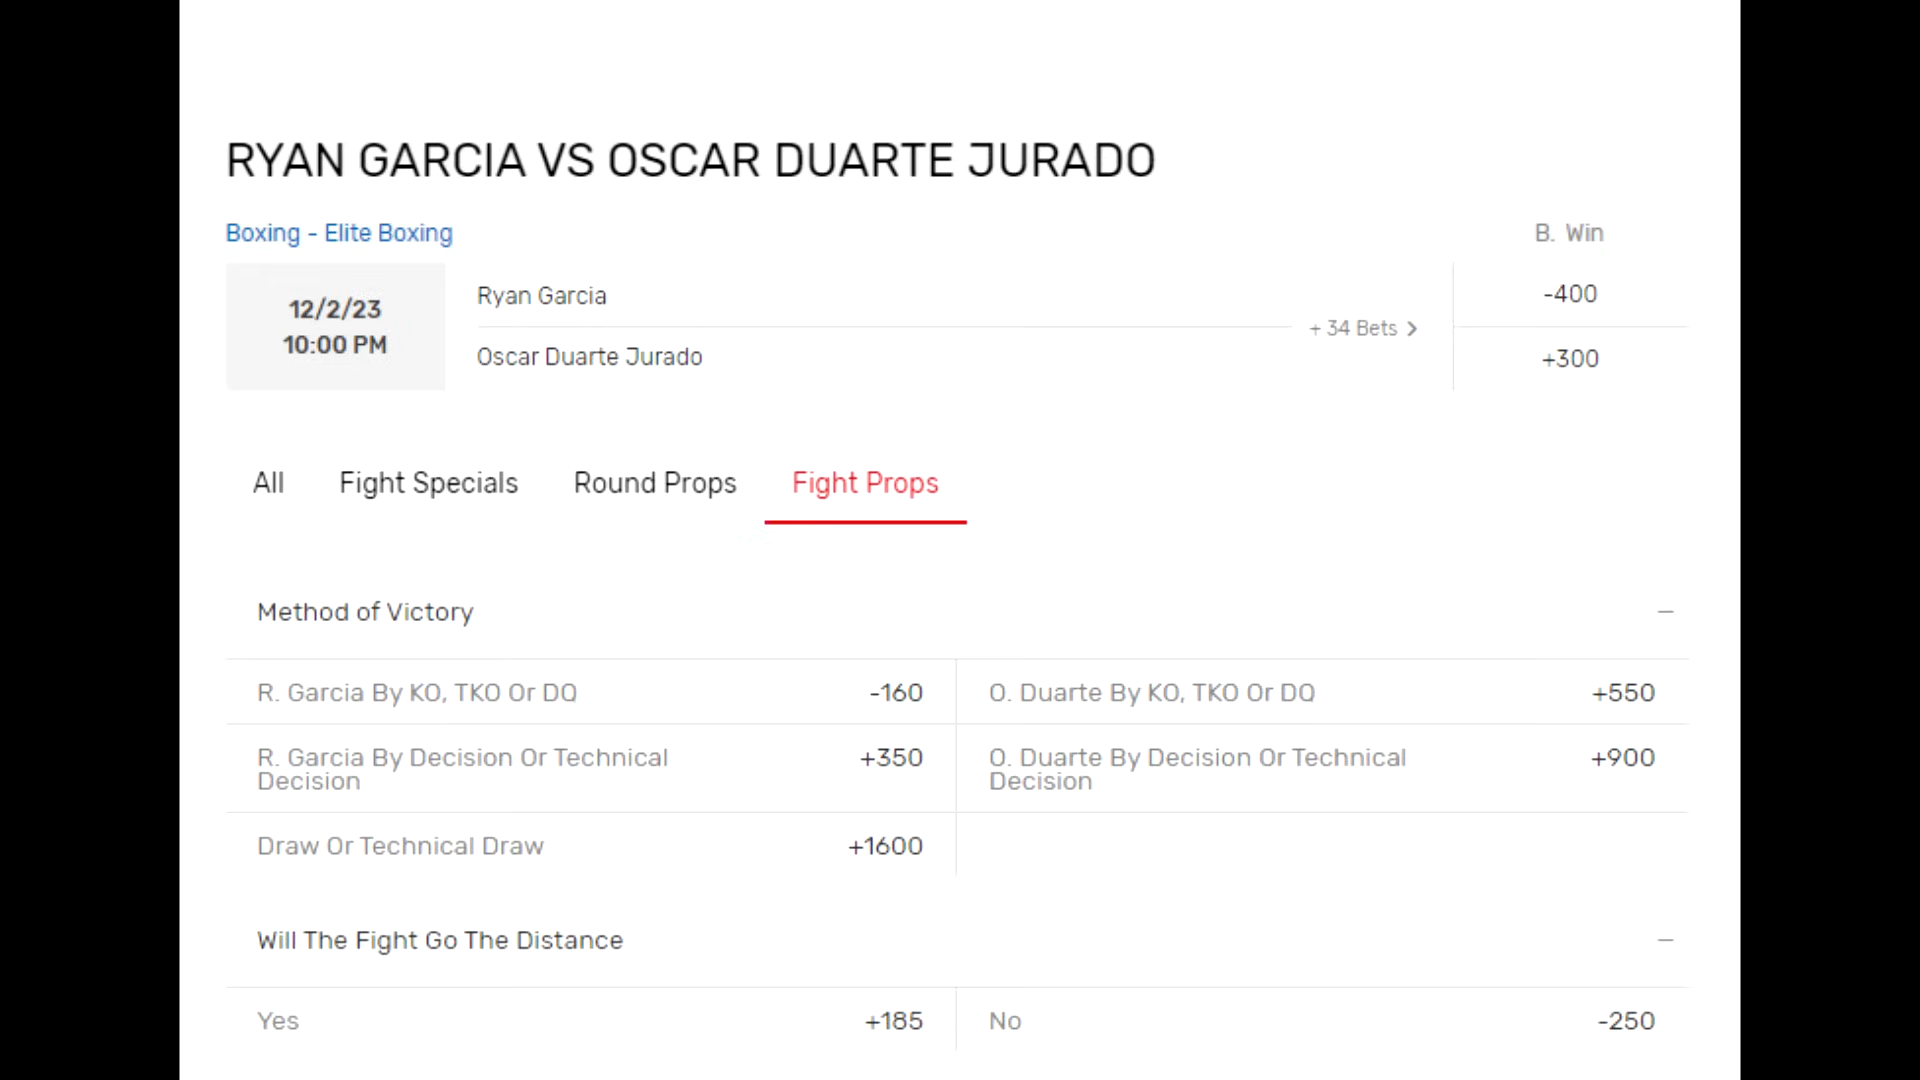 RYAN GARCIA VS OSCAR DUARTE JURADO
Boxing - Elite Boxing
B. Win
12/2/23
10:00 PM
Ryan Garcia
-400
+ 34 Bets >
Oscar Duarte Jurado
+300
All Fight Specials Round Props Fight Props
Method of Victory
R. Garcia By KO, TKO Or DQ -160
O. Duarte By KO, TKO Or DQ +550
R. Garcia By Decision Or Technical
Decision
+350
O. Duarte By Decision Or Technical
Decision
+900
Draw Or Technical Draw +1600
Will The Fight Go The Distance
Yes +185
No -250